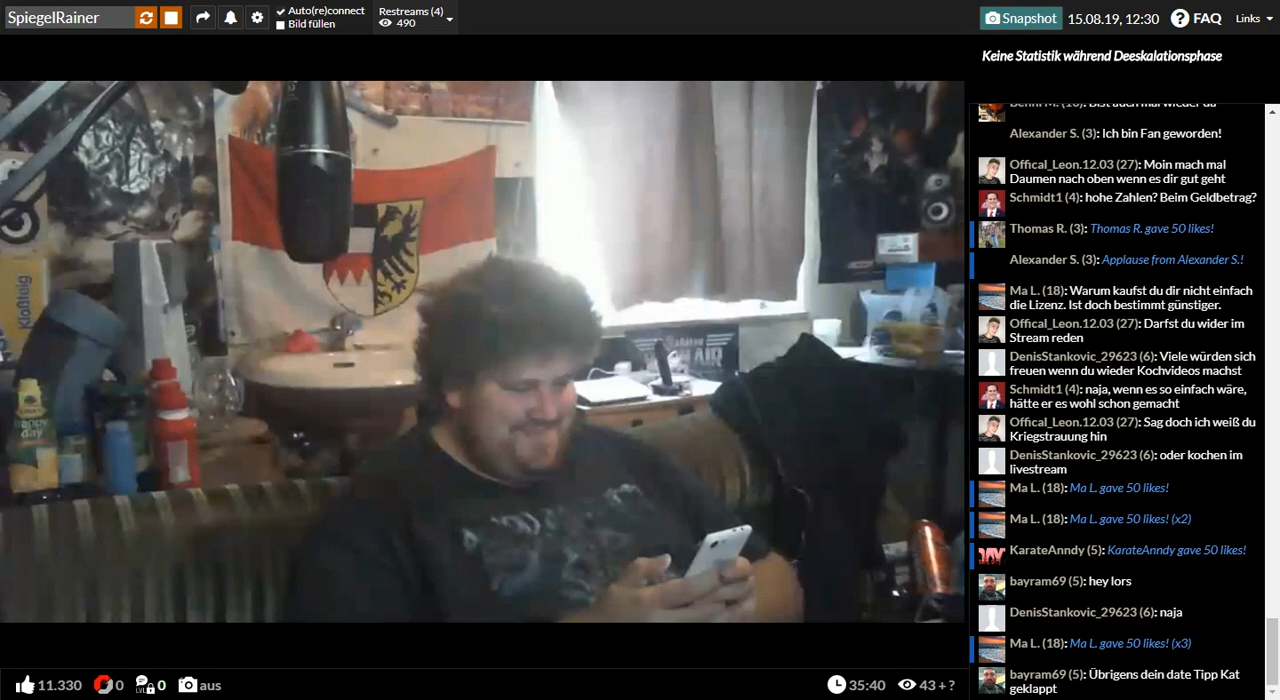 SpiegelRainer
Auto(re)connect
Bild füllen
Restreams (4)
490
Snapshot
15.08.19, 12:30
FAQ
Links
Keine Statistik während Deeskalationsphase
Alexander S. (3): Ich bin Fan geworden!
Offical_Leon.12.03 (27): Moin mach mal
Daumen nach oben wenn es dir gut geht
Schmidt1 (4): hohe Zahlen? Beim Geldbetrag?
Thomas R. (3): Thomas R. gave 50 likes!
Alexander S. (3): Applause from Alexander S.!
Ma L. (18): Warum kaufst du dir nicht einfach
die Lizenz. Ist doch bestimmt günstiger.
Offical_Leon.12.03 (27): Darfst du wider im
Stream reden
DenisStankovic_29623 (6): Viele würden sich
freuen wenn du wieder Kochvideos machst
Schmidt1 (4): naja, wenn es so einfach wäre,
hätte er es wohl schon gemacht
Offical_Leon.12.03 (27): Sag doch ich weiß du
Kriegstrauung hin
DenisStankovic_29623 (6): oder kochen im
livestream
Ma L. (18): Ma L. gave 50 likes!
Ma L. (18): Ma L. gave 50 likes! (x2)
KarateAnndy (5): KarateAnndy gave 50 likes!
bayram69 (5): hey lors
DenisStankovic_29623 (6): naja
Ma L. (18): Ma L. gave 50 likes! (x3)
bayram69 (5): Übrigens dein date Tipp Kat
geklappt
kloßteig
happy
day
11.330
0
LVL
0
aus
35:40
43 + ?